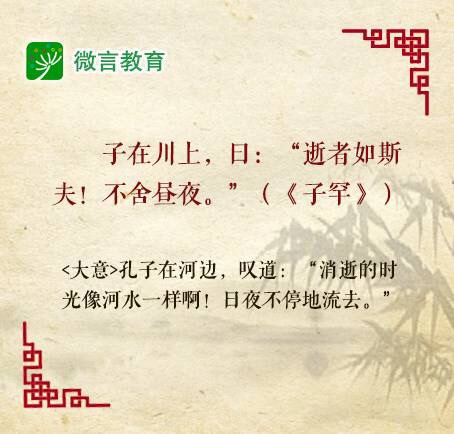 微言教育
子在川上，曰：“逝者如斯
夫！不舍昼夜。”（《子罕》）
<大意>孔子在河边，叹道：“消逝的时
光像河水一样啊！日夜不停地流去。”